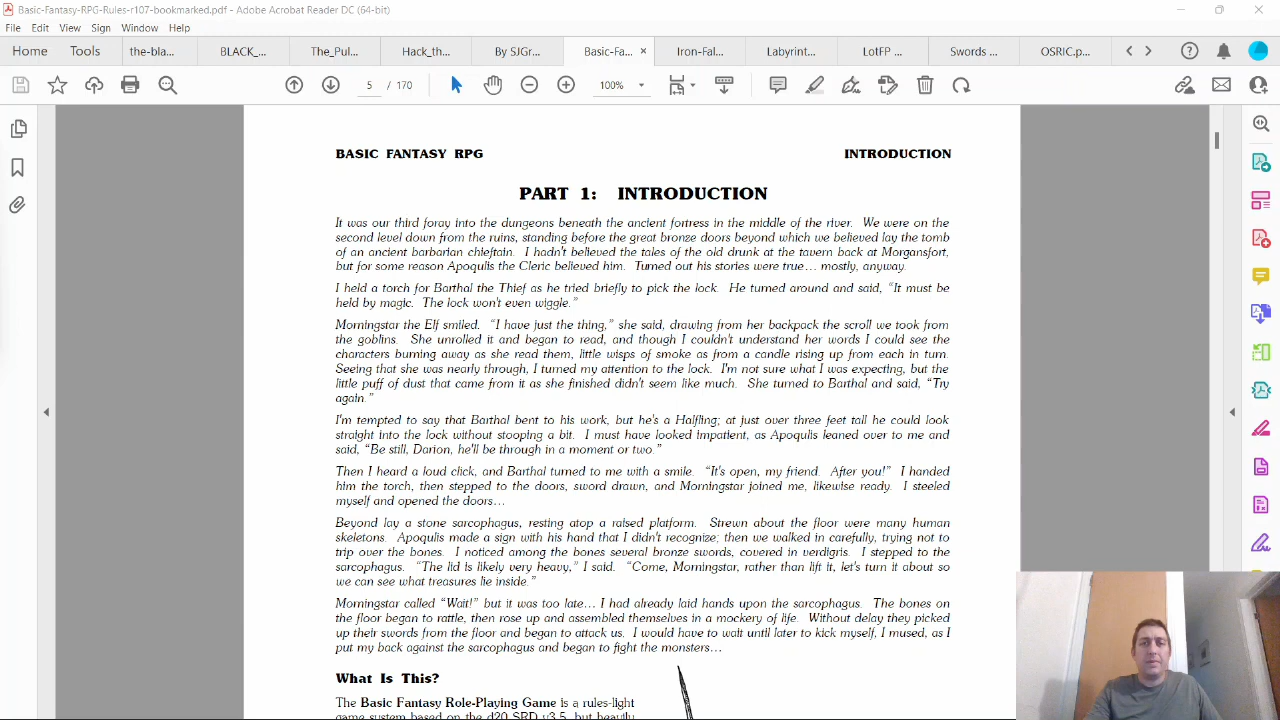 Basic-Fantasy-RPG-Rules-r107-bookmarked.pdf - Adobe Acrobat Reader DC (64-bit)
File Edit View Sign Window Help
Home Tools the-bla... BLACK_... The_Pul... Hack_th... By SJGr... Basic-Fa... × Iron-Fal... Labyrint... LotFP ... Swords ... OSRIC.p...
5 / 170 100%
BASIC FANTASY RPG INTRODUCTION
PART 1: INTRODUCTION
It was our third foray into the dungeons beneath the ancient fortress in the middle of the river. We were on the
second level down from the ruins, standing before the great bronze doors beyond which we believed lay the tomb
of an ancient barbarian chieftain. I hadn't believed the tales of the old drunk at the tavern back at Morgansfort,
but for some reason Apoqulis the Cleric believed him. Turned out his stories were true... mostly, anyway.
I held a torch for Barthal the Thief as he tried briefly to pick the lock. He turned around and said, “It must be
held by magic. The lock won't even wiggle.”
Morningstar the Elf smiled. “I have just the thing,” she said, drawing from her backpack the scroll we took from
the goblins. She unrolled it and began to read, and though I couldn't understand her words I could see the
characters burning away as she read them, little wisps of smoke as from a candle rising up from each in turn.
Seeing that she was nearly through, I turned my attention to the lock. I'm not sure what I was expecting, but the
little puff of dust that came from it as she finished didn't seem like much. She turned to Barthal and said, “Try
again.”
I'm tempted to say that Barthal bent to his work, but he's a Halfling; at just over three feet tall he could look
straight into the lock without stooping a bit. I must have looked impatient, as Apoqulis leaned over to me and
said, “Be still, Darion, he'll be through in a moment or two.”
Then I heard a loud click, and Barthal turned to me with a smile. “It's open, my friend. After you!” I handed
him the torch, then stepped to the doors, sword drawn, and Morningstar joined me, likewise ready. I steeled
myself and opened the doors...
Beyond lay a stone sarcophagus, resting atop a raised platform. Strewn about the floor were many human
skeletons. Apoqulis made a sign with his hand that I didn't recognize; then we walked in carefully, trying not to
trip over the bones. I noticed among the bones several bronze swords, covered in verdigris. I stepped to the
sarcophagus. “The lid is likely very heavy,” I said. “Come, Morningstar, rather than lift it, let's turn it about so
we can see what treasures lie inside.”
Morningstar called “Wait!” but it was too late... I had already laid hands upon the sarcophagus. The bones on
the floor began to rattle, then rose up and assembled themselves in a mockery of life. Without delay they picked
up their swords from the floor and began to attack us. I would have to wait until later to kick myself, I mused, as I
put my back against the sarcophagus and began to fight the monsters...
What Is This?
The Basic Fantasy Role-Playing Game is a rules-light
game system based on the d20 SRD v3.5, but heavily